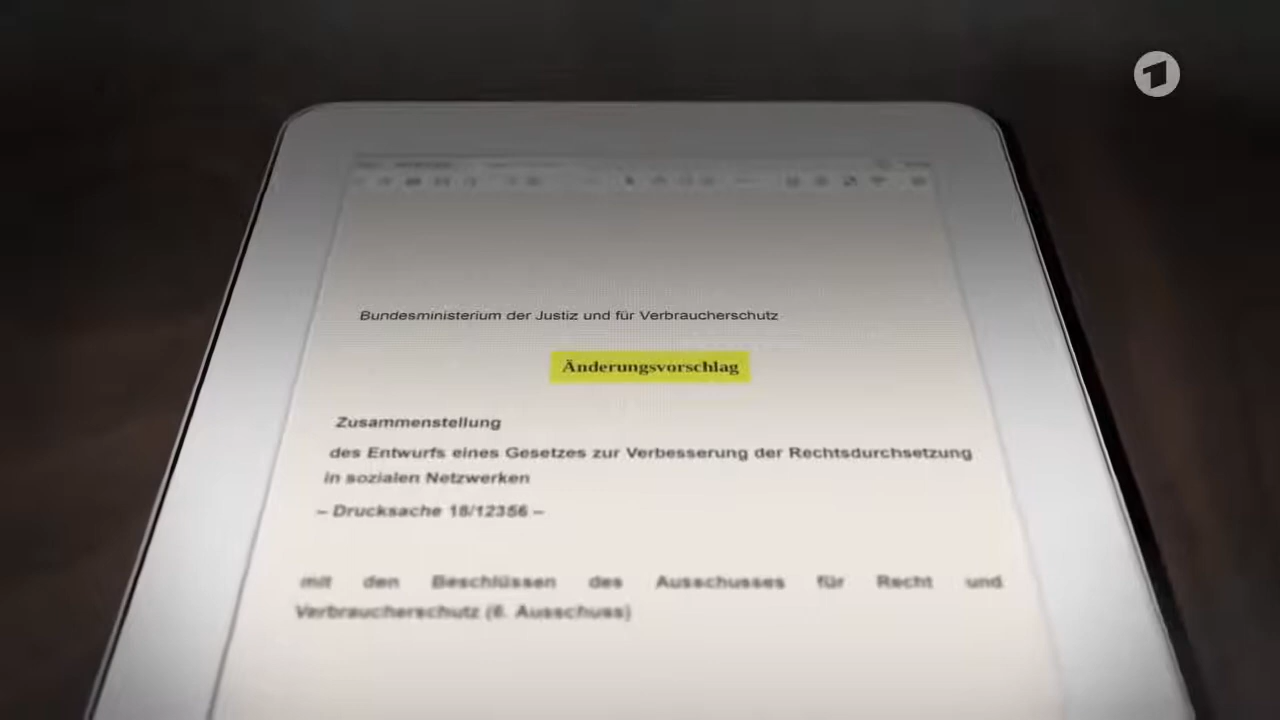 Bundesministerium der Justiz und für Verbraucherschutz
Änderungsvorschlag
Zusammenstellung
des Entwurfs eines Gesetzes zur Verbesserung der Rechtsdurchsetzung
in sozialen Netzwerken
– Drucksache 18/12356 –
mit den Beschlüssen des Ausschusses für Recht und
Verbraucherschutz (6. Ausschuss)